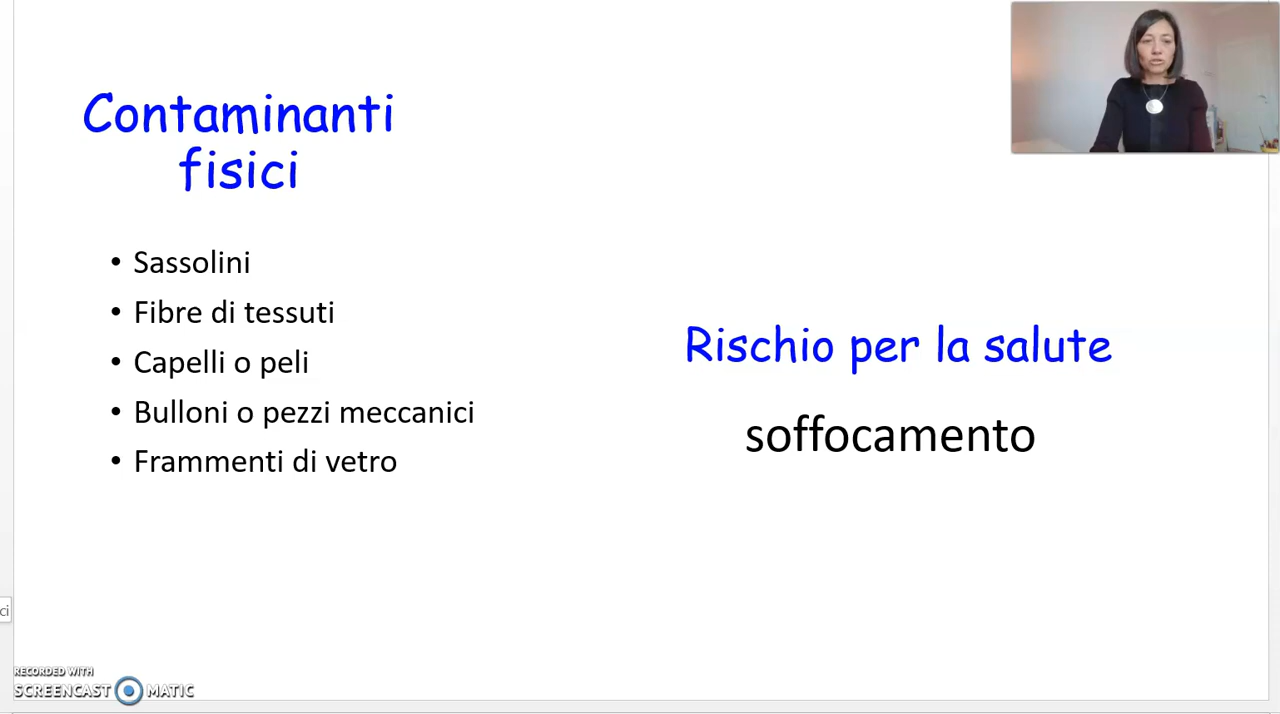 Contaminanti
fisici
• Sassolini
• Fibre di tessuti
• Capelli o peli
• Bulloni o pezzi meccanici
• Frammenti di vetro
Rischio per la salute
soffocamento
ci
RECORDED WITH
SCREENCAST MATIC